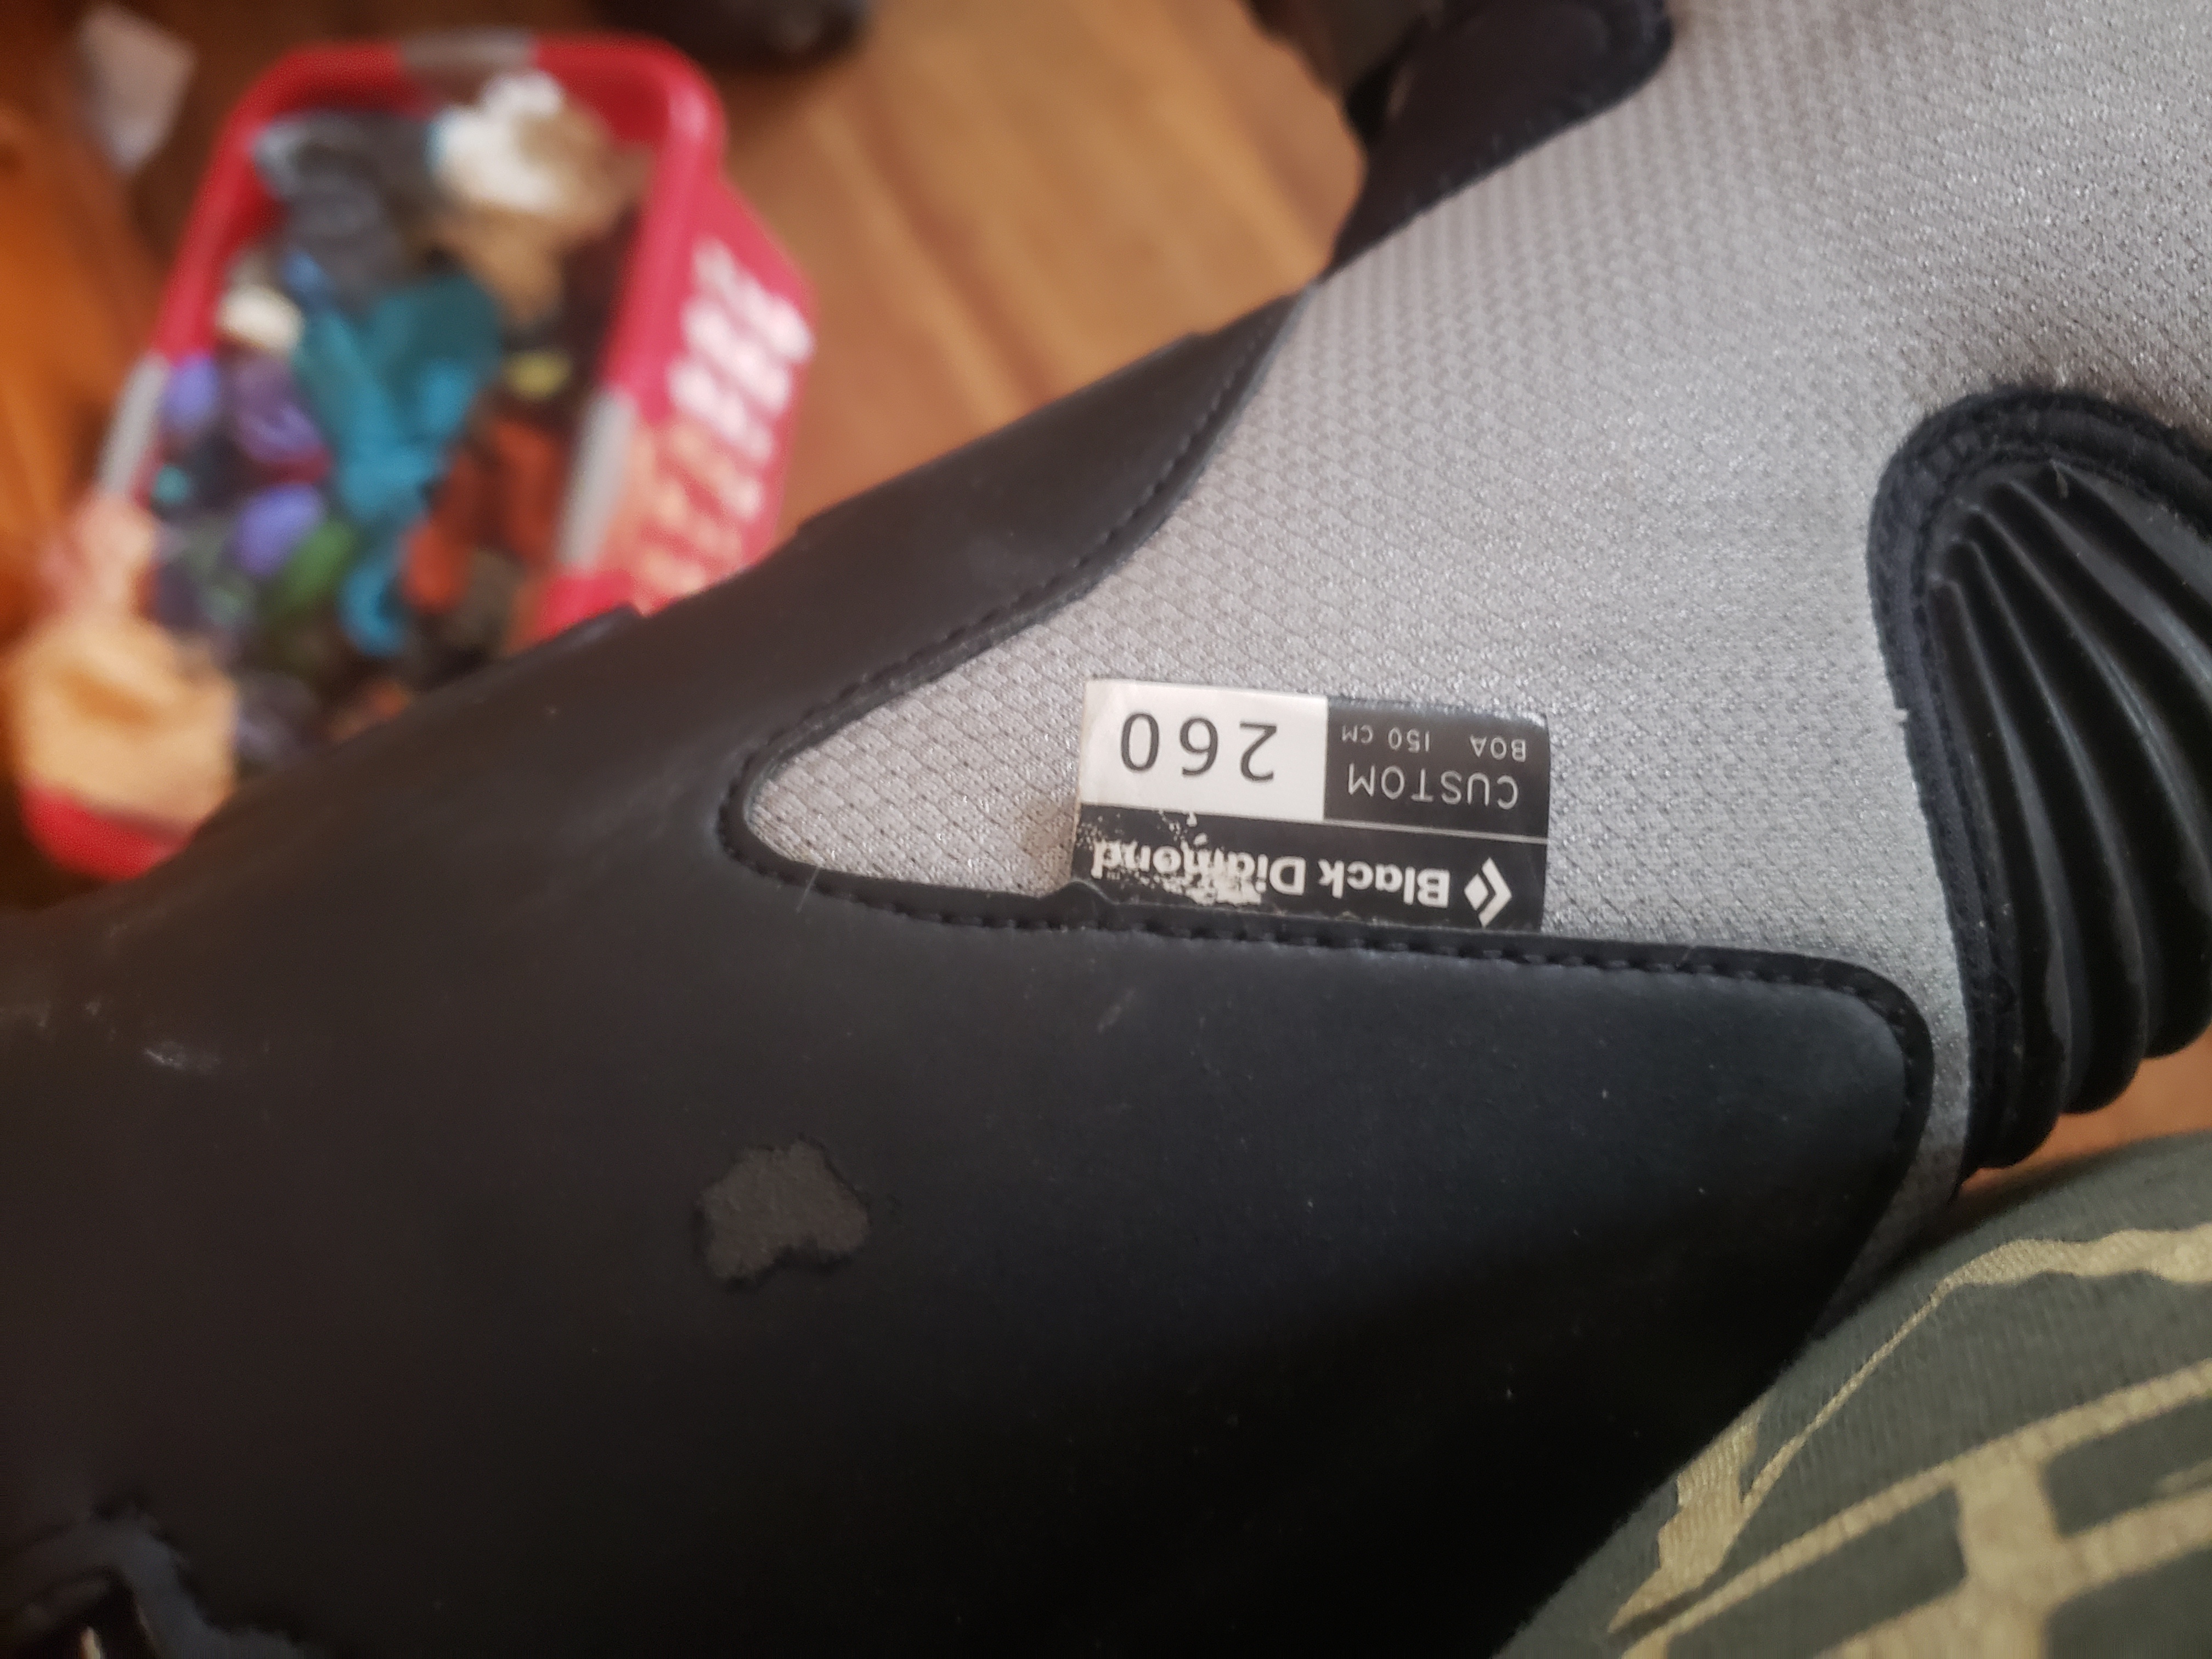 Black Diamond
CUSTOM
BOA 150 CM
260